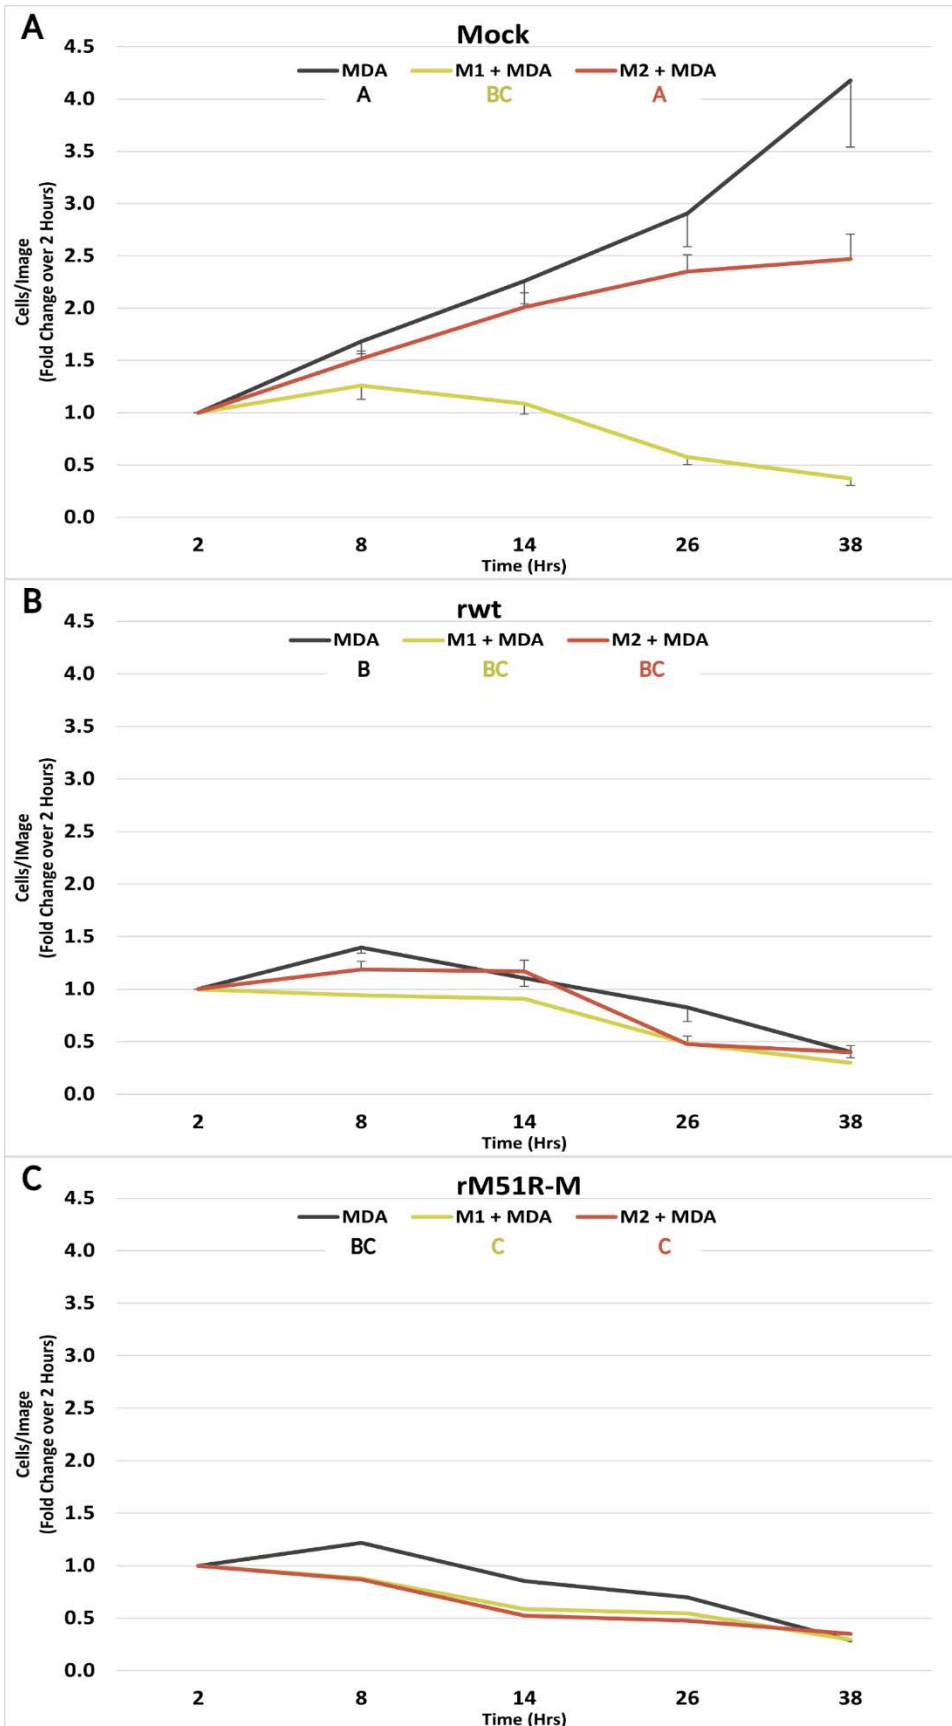 A
Mock
MDA M1 + MDA M2 + MDA
A BC A
4.5
4.0
3.5
3.0
2.5
2.0
1.5
1.0
0.5
0.0
Cells/Image
(Fold Change over 2 Hours)
2 8 14 26 38
Time (Hrs)
B
rwt
MDA M1 + MDA M2 + MDA
B BC BC
4.5
4.0
3.5
3.0
2.5
2.0
1.5
1.0
0.5
0.0
Cells/IMage
(Fold Change over 2 Hours)
2 8 14 26 38
Time (Hrs)
C
rM51R-M
MDA M1 + MDA M2 + MDA
BC C C
4.5
4.0
3.5
3.0
2.5
2.0
1.5
1.0
0.5
0.0
Cells/Image
(Fold Change over 2 Hours)
2 8 14 26 38
Time (Hrs)